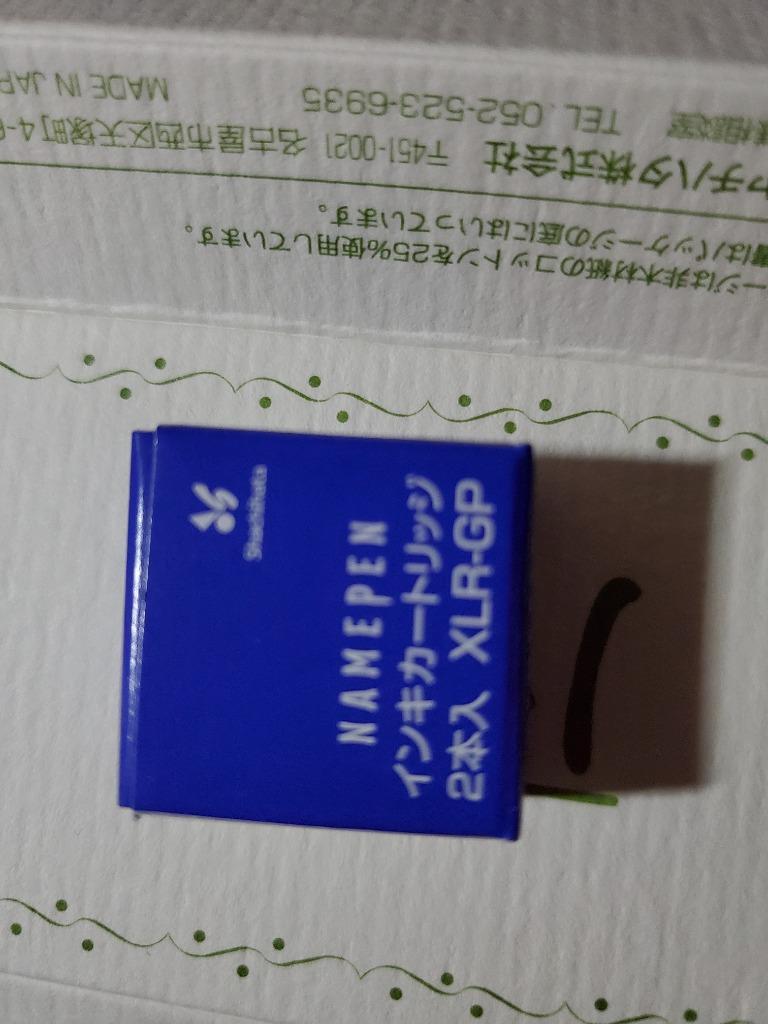 Shachihata
NAMEPEN
インキカートリッジ
2本入 XLR-GP
ージは非木材紙のコットンを25%使用しています。
書はパッケージの底にはいっています。
ヤチハタ株式会社 〒451-0021 名古屋市西区天塚町4-6
TEL.052-523-6935 MADE IN JAP